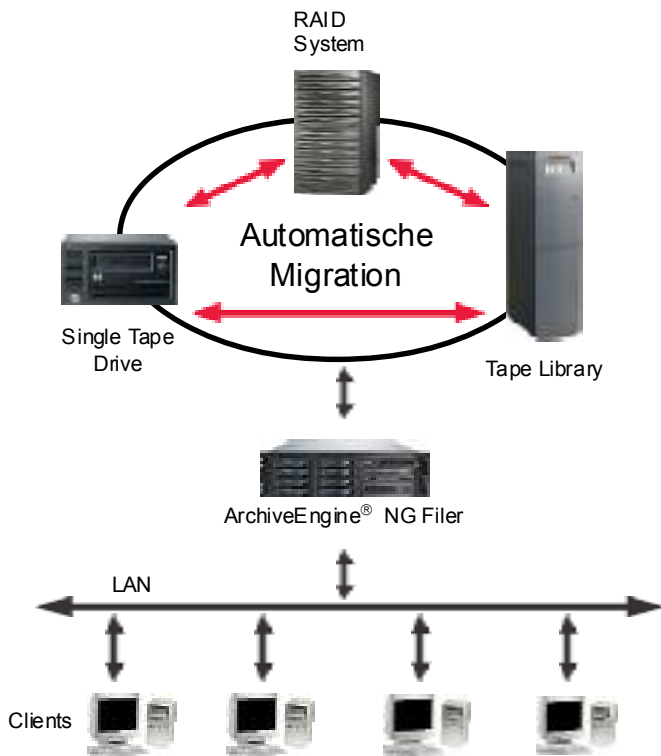 RAID
System
Automatische
Migration
Single Tape
Drive
Tape Library
ArchiveEngine® NG Filer
LAN
Clients